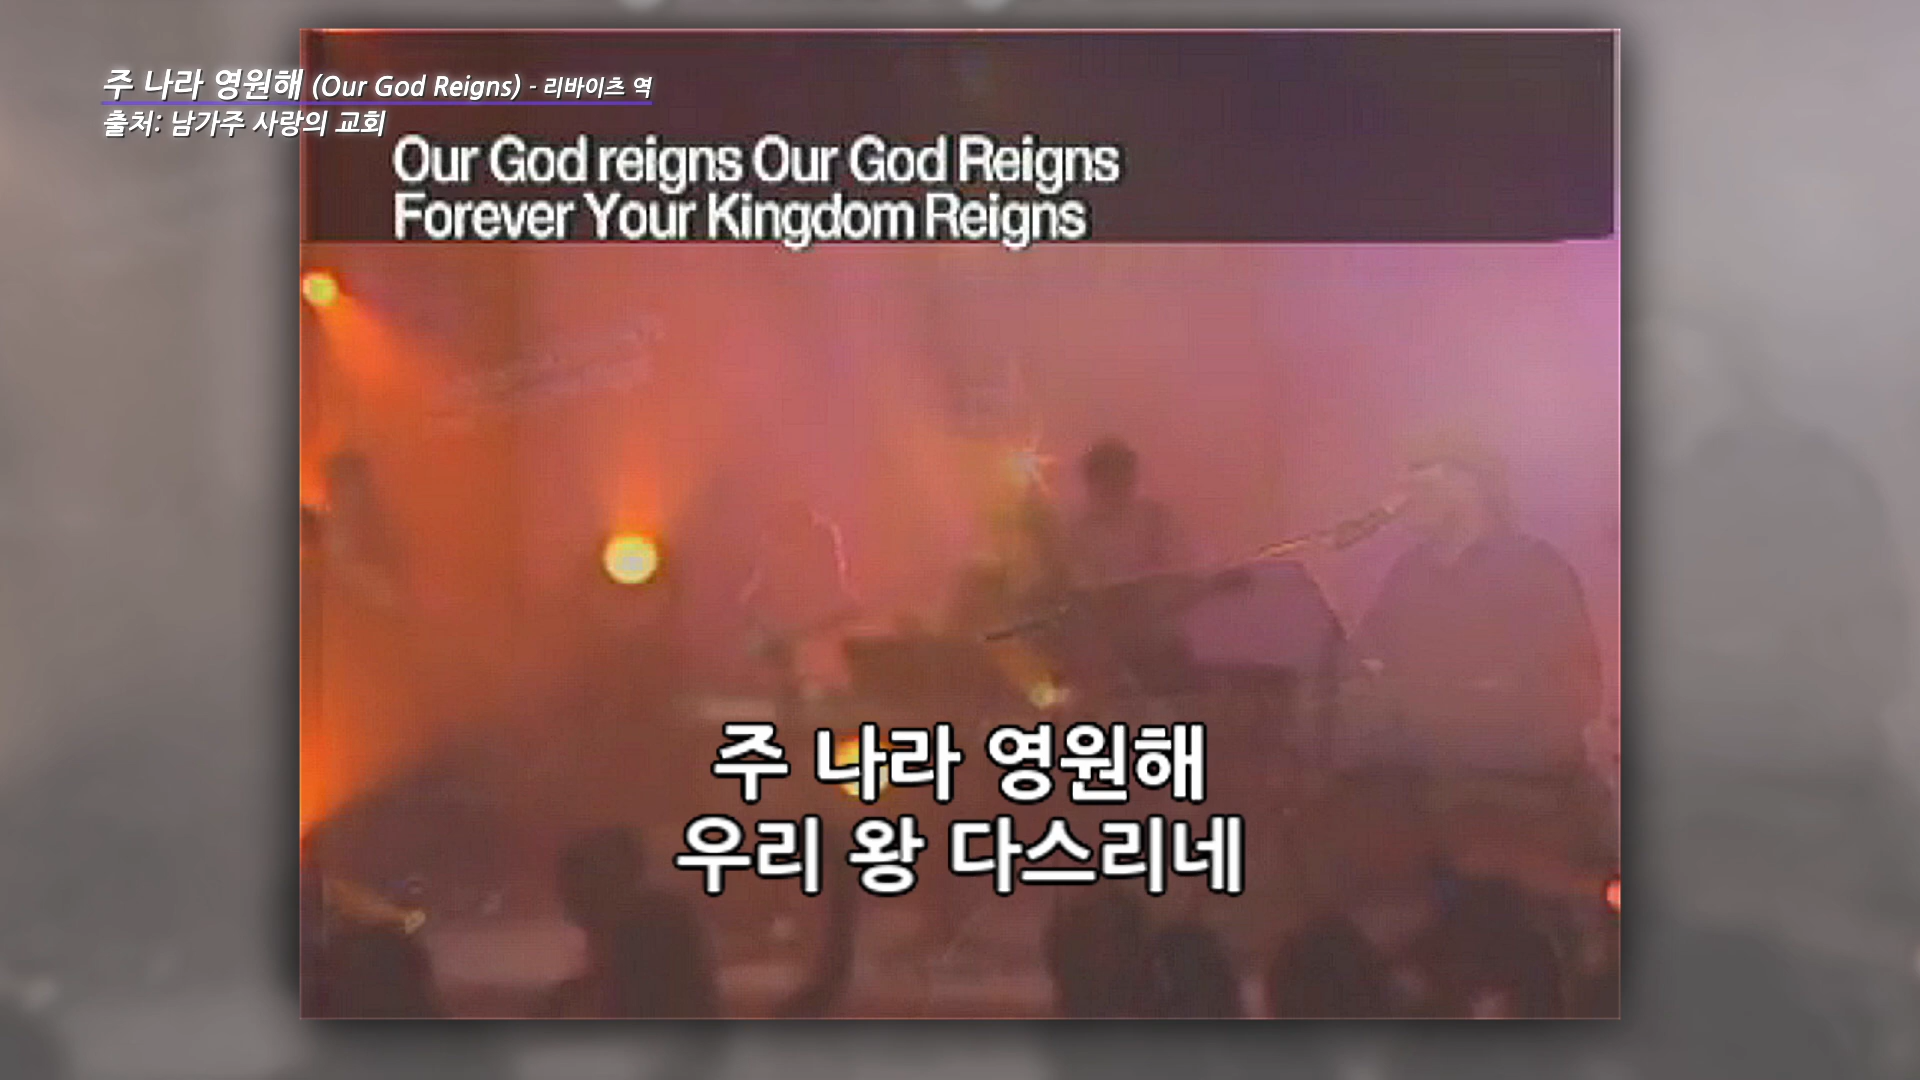 주 나라 영원해 (Our God Reigns) - 리바이츠 역
출처: 남가주 사랑의 교회
Our God reigns Our God Reigns
Forever Your Kingdom Reigns
주 나라 영원해
우리 왕 다스리네